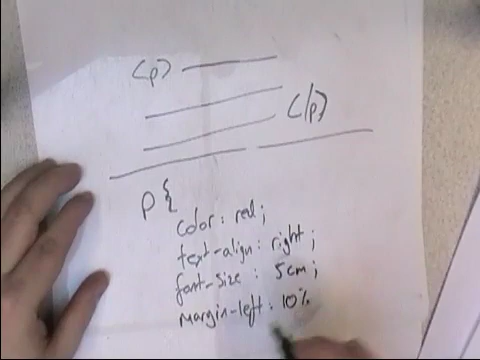 <p>
</p>
p {
color: red;
text-align: right;
font-size: 5cm;
margin-left: 10%